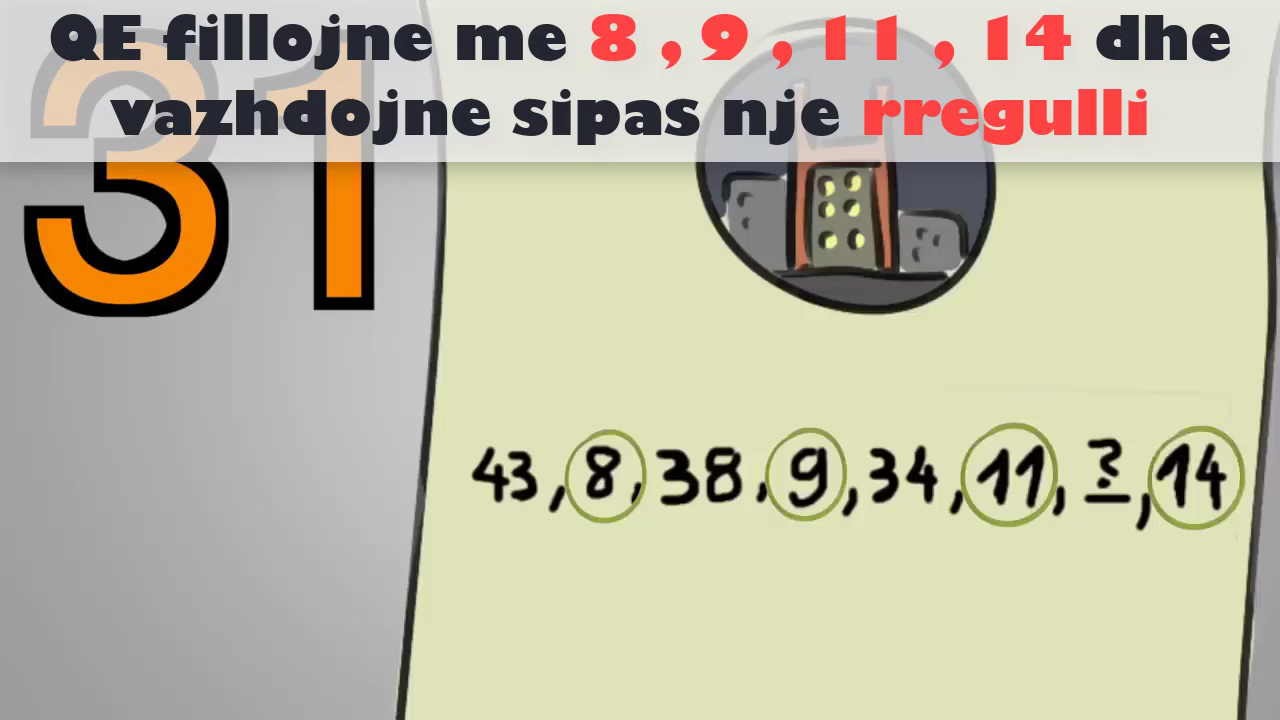 QE fillojne me 8 , 9 , 11 , 14 dhe
vazhdojne sipas nje rregulli
31
43, 8, 38, 9, 34, 11, ?, 14